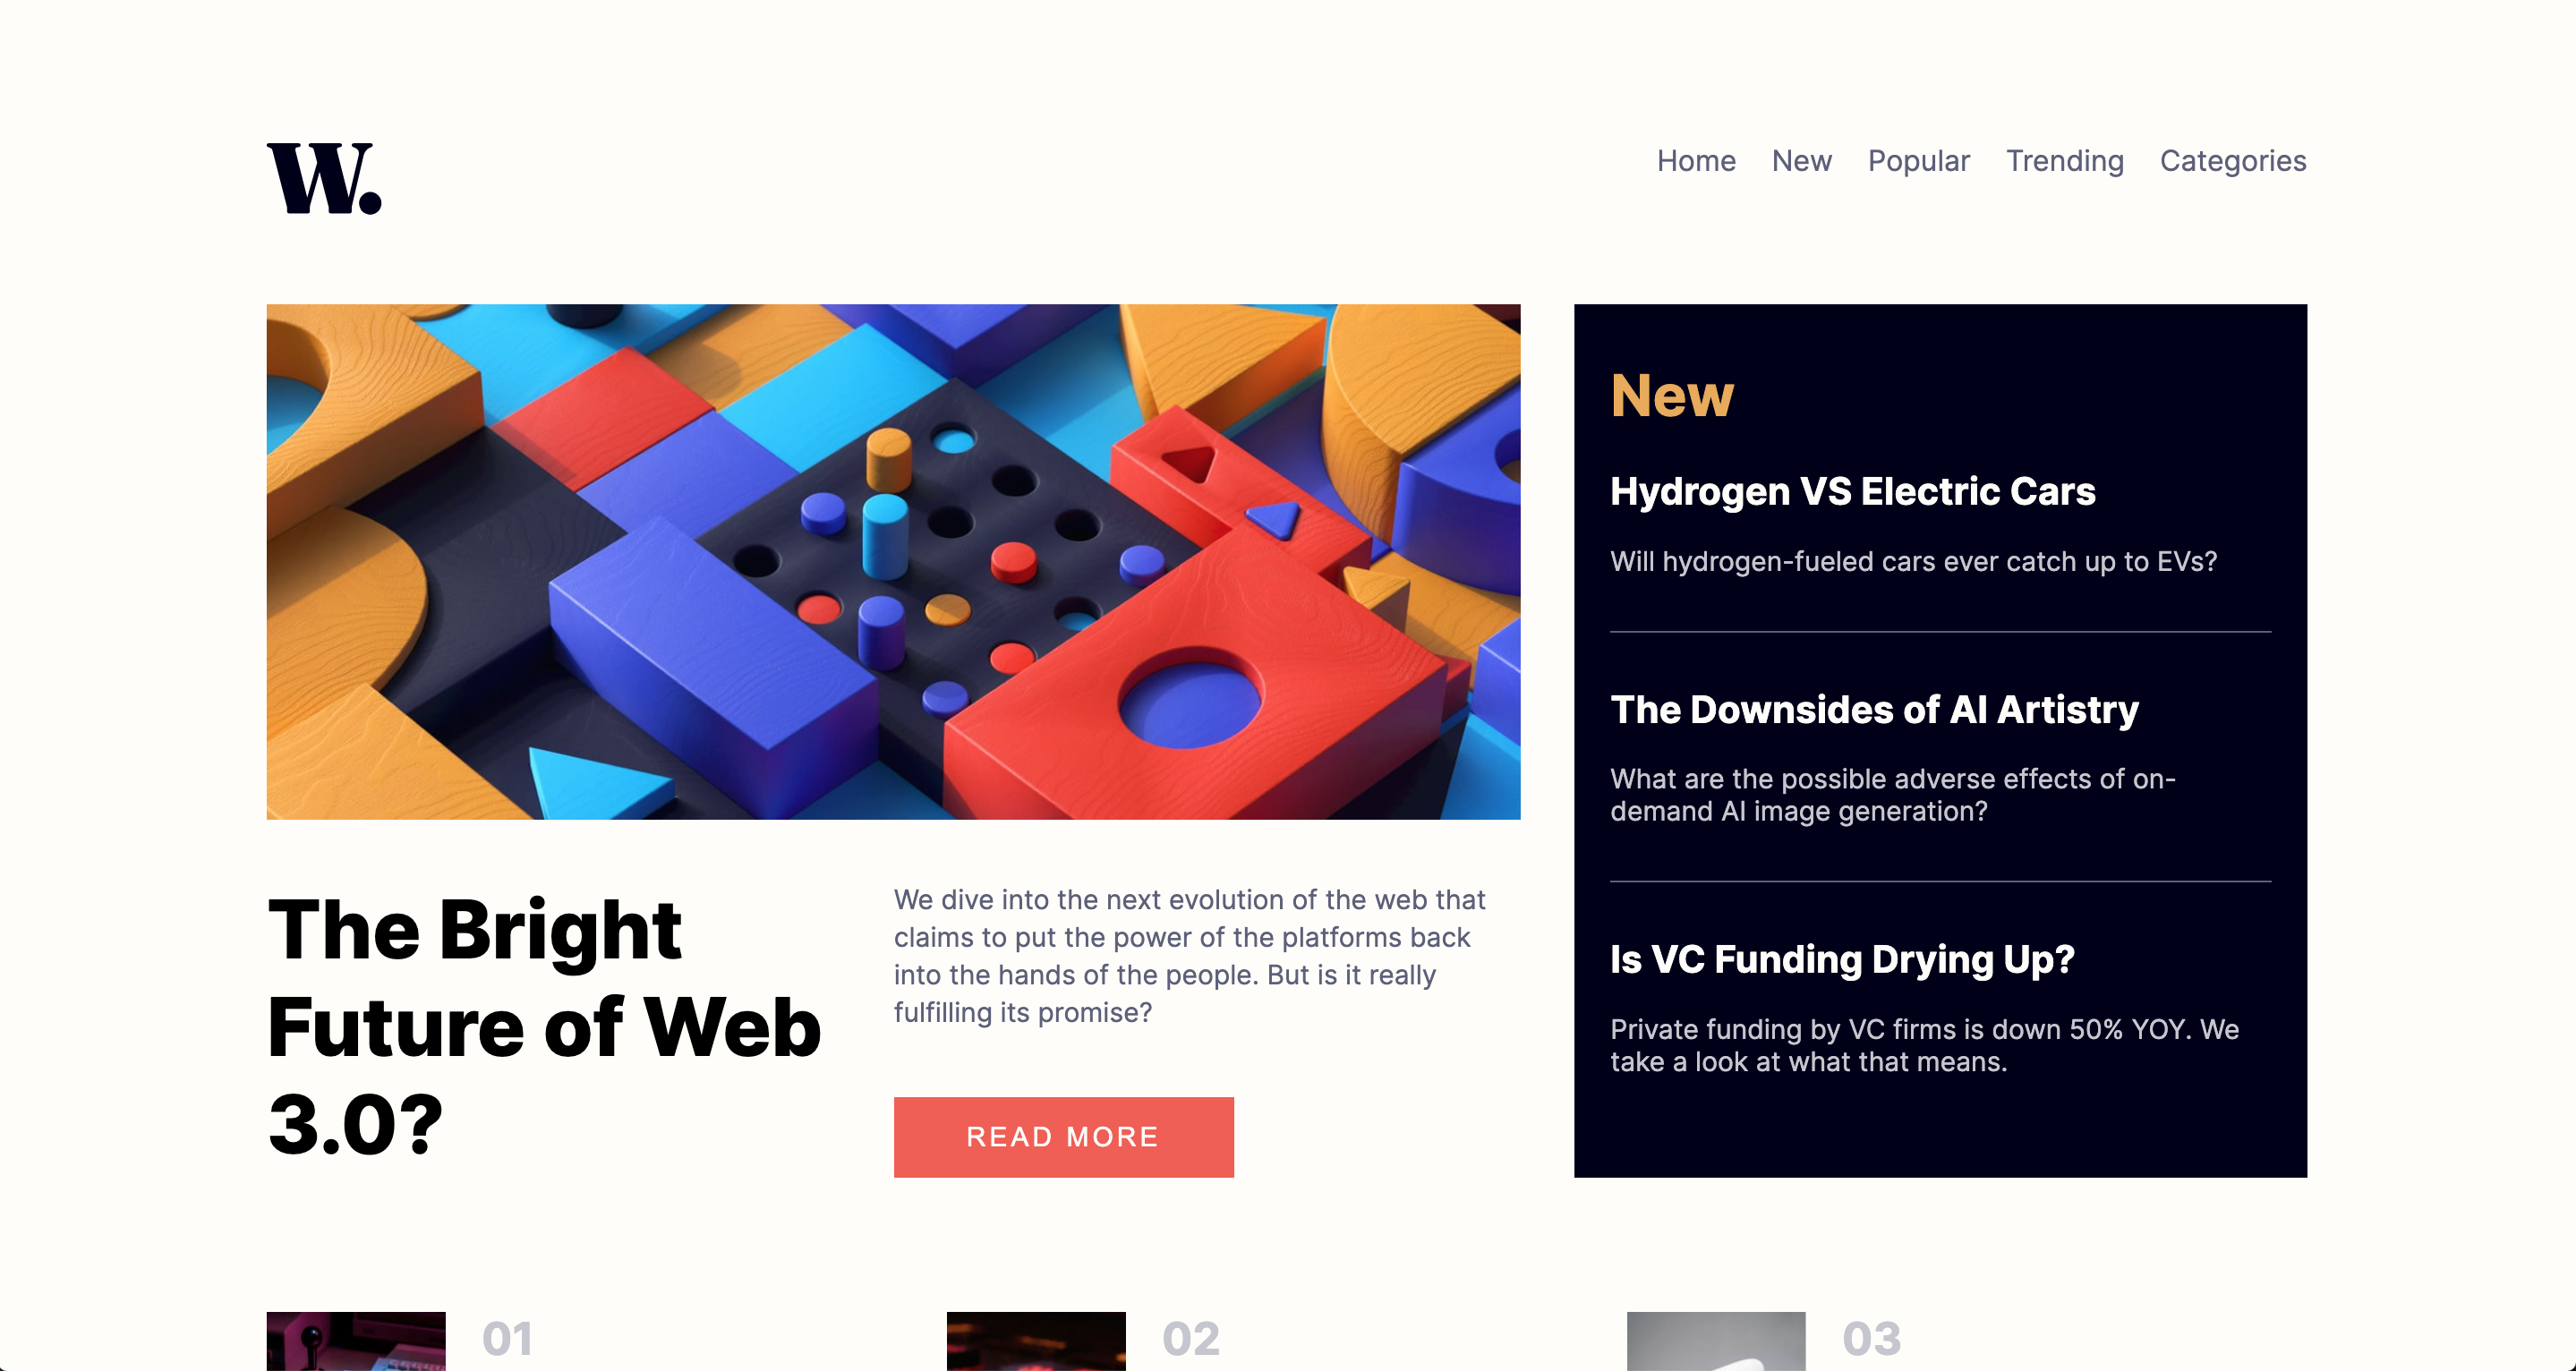 W.
Home New Popular Trending Categories
The Bright
Future of Web
3.0?
We dive into the next evolution of the web that
claims to put the power of the platforms back
into the hands of the people. But is it really
fulfilling its promise?
READ MORE
New
Hydrogen VS Electric Cars
Will hydrogen-fueled cars ever catch up to EVs?
The Downsides of AI Artistry
What are the possible adverse effects of on-
demand AI image generation?
Is VC Funding Drying Up?
Private funding by VC firms is down 50% YOY. We
take a look at what that means.
01
02
03